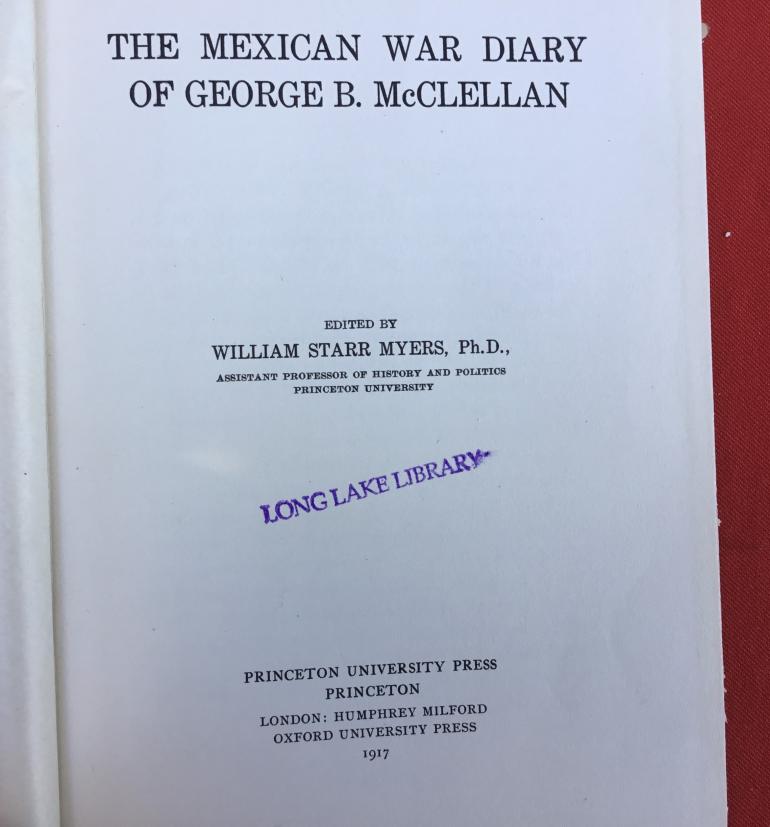 THE MEXICAN WAR DIARY
OF GEORGE B. McCLELLAN
EDITED BY
WILLIAM STARR MYERS, Ph.D.,
ASSISTANT PROFESSOR OF HISTORY AND POLITICS
PRINCETON UNIVERSITY
LONG LAKE LIBRARY
PRINCETON UNIVERSITY PRESS
PRINCETON
LONDON: HUMPHREY MILFORD
OXFORD UNIVERSITY PRESS
1917